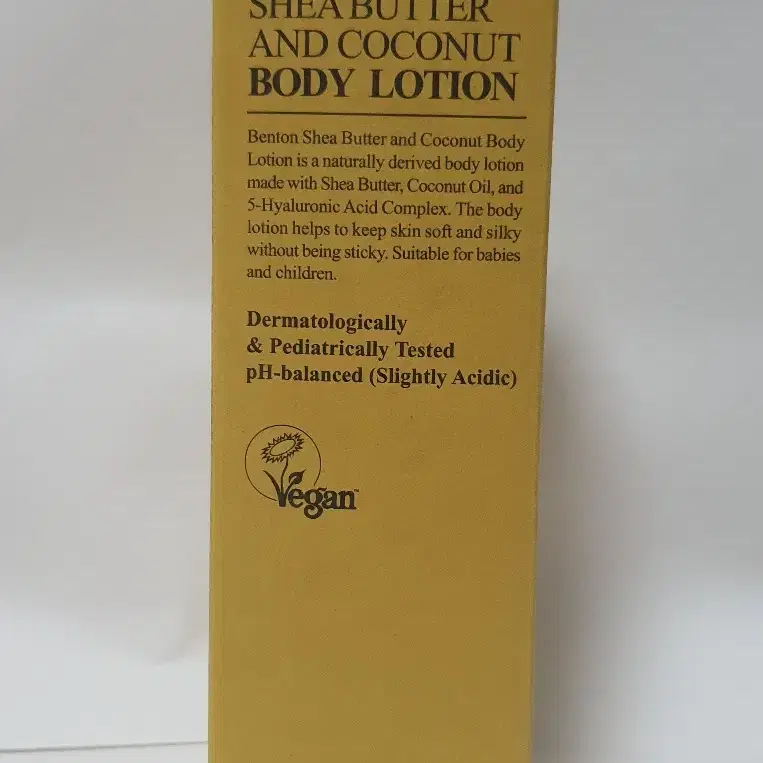 SHEA BUTTER
AND COCONUT
BODY LOTION
Benton Shea Butter and Coconut Body
Lotion is a naturally derived body lotion
made with Shea Butter, Coconut Oil, and
5-Hyaluronic Acid Complex. The body
lotion helps to keep skin soft and silky
without being sticky. Suitable for babies
and children.
Dermatologically
& Pediatrically Tested
pH-balanced (Slightly Acidic)
Vegan™